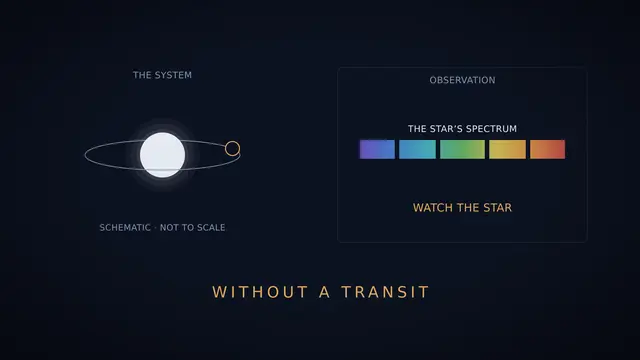 THE SYSTEM
SCHEMATIC · NOT TO SCALE
OBSERVATION
THE STAR’S SPECTRUM
WATCH THE STAR
WITHOUT A TRANSIT